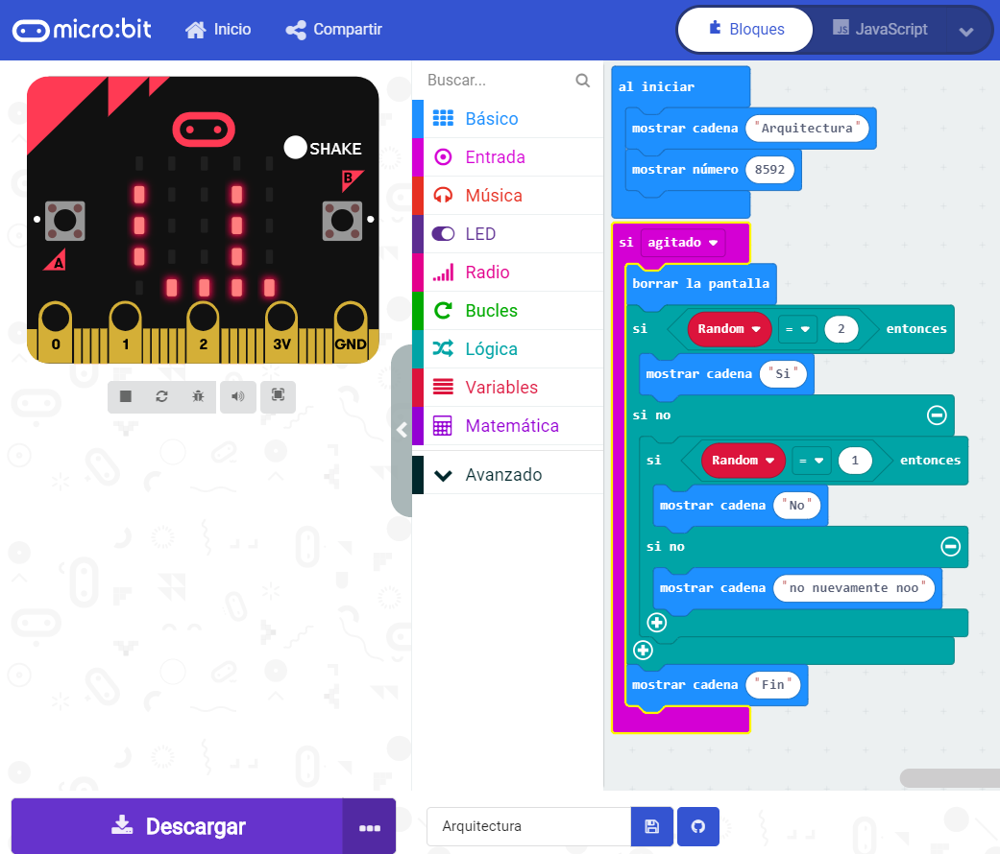 micro:bit
Inicio
Compartir
Bloques
JS JavaScript
SHAKE
B
A
0 1 2 3V GND
Buscar...
Básico
Entrada
Música
LED
Radio
Bucles
Lógica
Variables
Matemática
Avanzado
al iniciar
mostrar cadena "Arquitectura"
mostrar número 8592
si agitado
borrar la pantalla
si Random = 2 entonces
mostrar cadena "Si"
si no
si Random = 1 entonces
mostrar cadena "No"
si no
mostrar cadena "no nuevamente noo"
mostrar cadena "Fin"
Descargar
Arquitectura